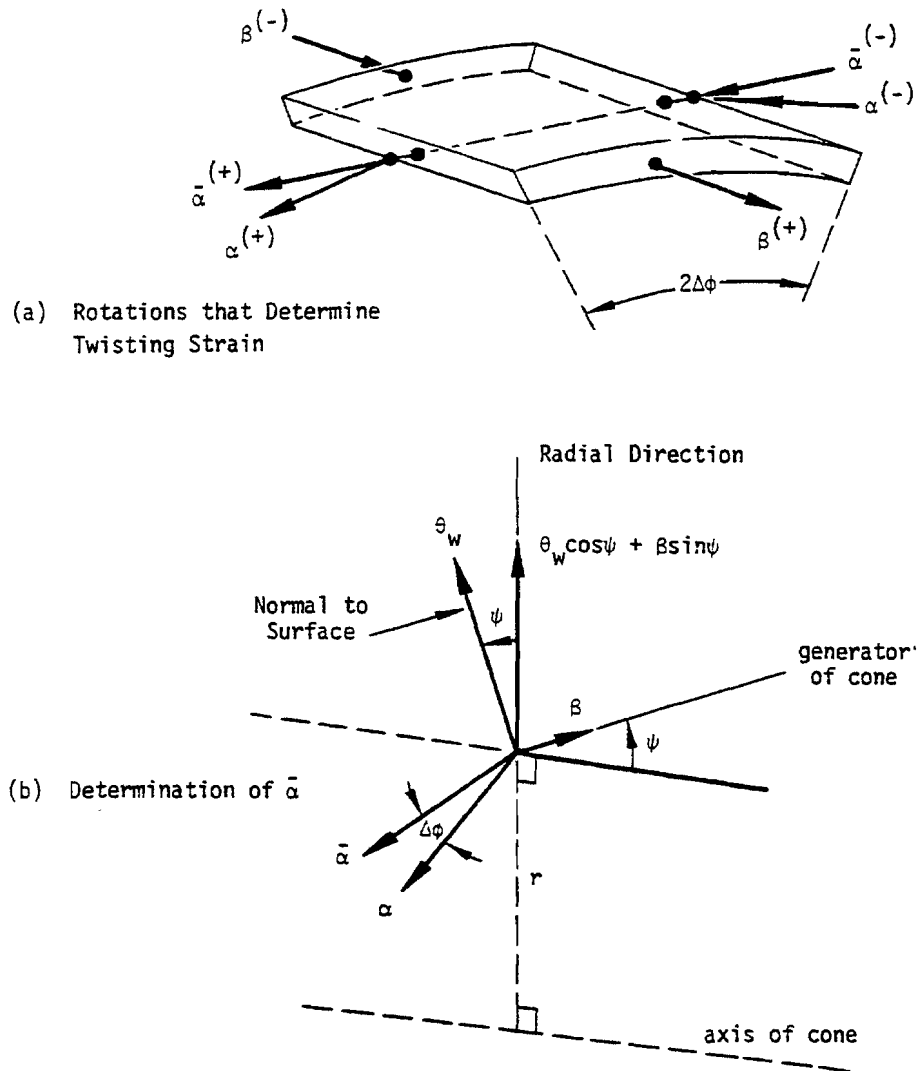 β(-)
ᾱ(-)
α(-)
ᾱ(+)
α(+)
β(+)
2Δϕ
(a) Rotations that Determine
Twisting Strain
Radial Direction
θw
θwcosψ + βsinψ
Normal to
Surface
ψ
generator
of cone
β
ψ
(b) Determination of ᾱ
Δϕ
ᾱ
α
r
axis of cone